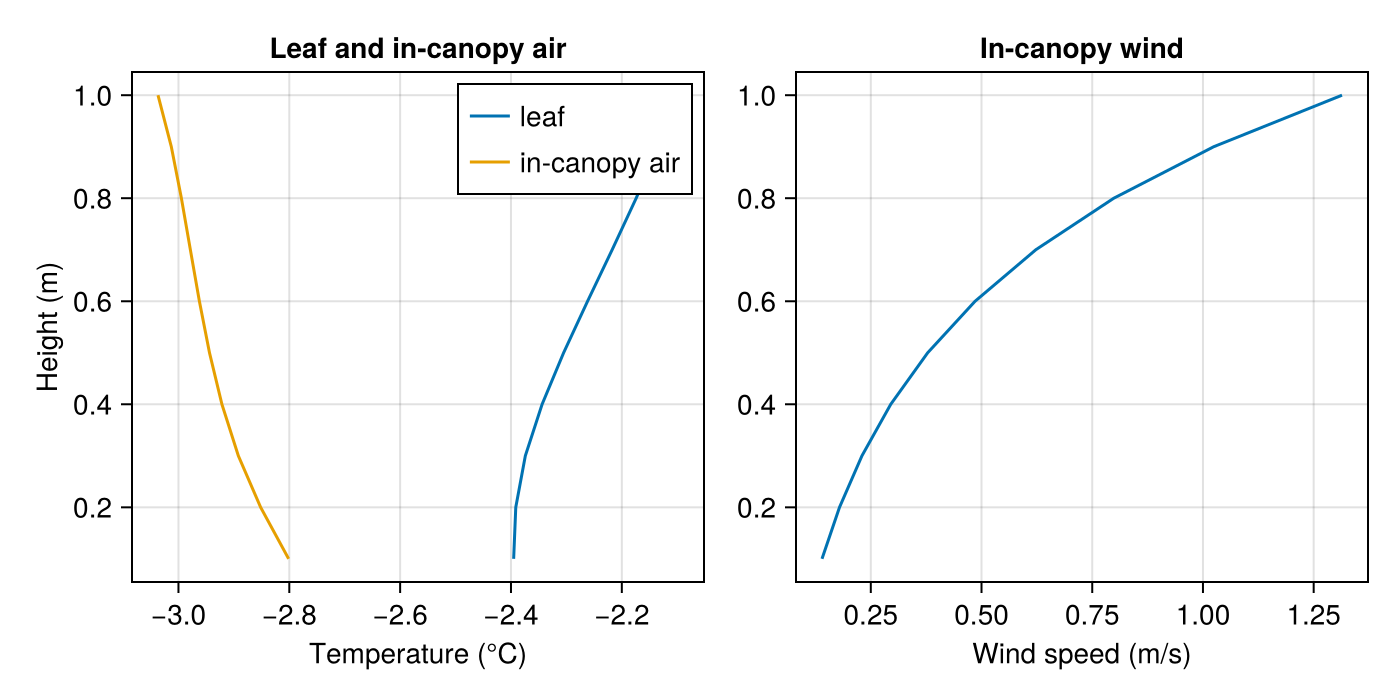 Leaf and in-canopy air
leaf
in-canopy air
1.0
0.8
0.6
0.4
0.2
Height (m)
−3.0 −2.8 −2.6 −2.4 −2.2
Temperature (°C)
In-canopy wind
1.0
0.8
0.6
0.4
0.2
0.25 0.50 0.75 1.00 1.25
Wind speed (m/s)